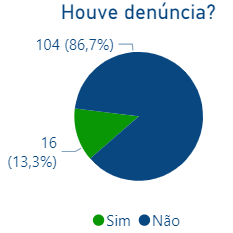 Houve denúncia?
104 (86,7%)
16
(13,3%)
Sim Não